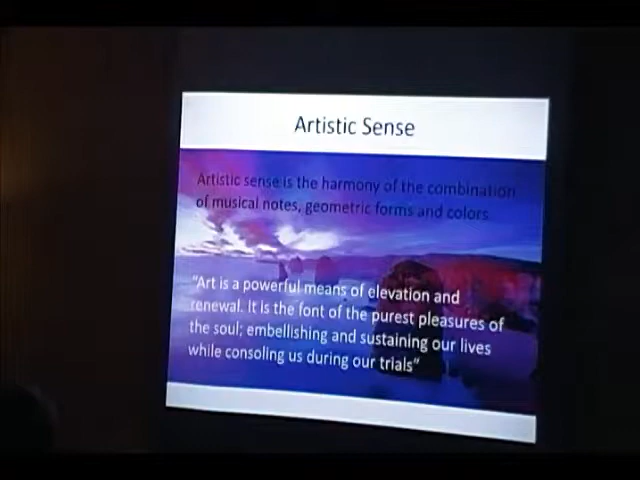 Artistic Sense
Artistic sense is the harmony of the combination
of musical notes, geometric forms and colors.
“Art is a powerful means of elevation and
renewal. It is the font of the purest pleasures of
the soul; embellishing and sustaining our lives
while consoling us during our trials”